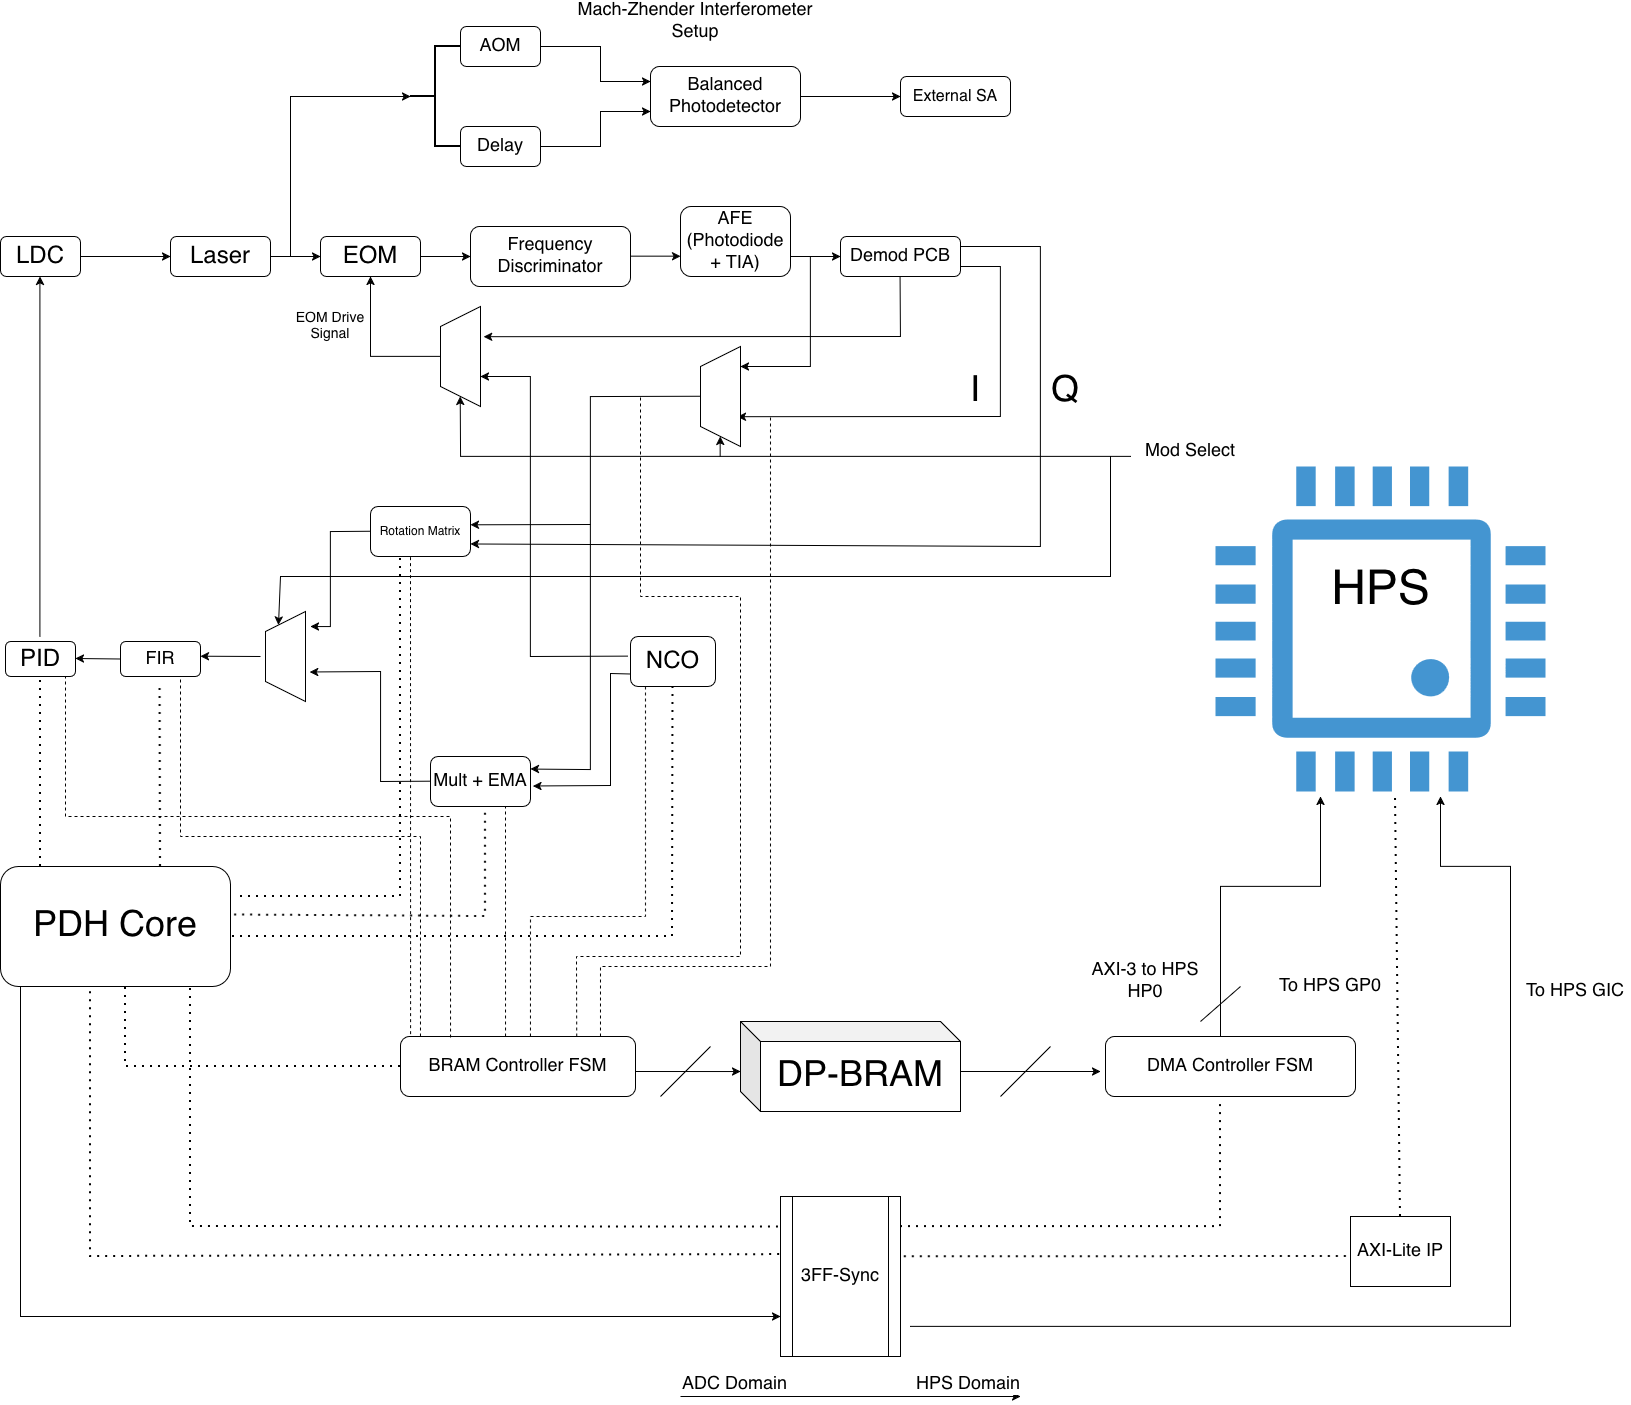 Mach-Zhender Interferometer
Setup
AOM
Balanced
Photodetector
External SA
Delay
LDC
Laser
EOM
Frequency
Discriminator
AFE
(Photodiode
+ TIA)
Demod PCB
EOM Drive
Signal
I
Q
Mod Select
Rotation Matrix
HPS
PID
FIR
NCO
Mult + EMA
PDH Core
AXI-3 to HPS
HP0
To HPS GP0
To HPS GIC
BRAM Controller FSM
DP-BRAM
DMA Controller FSM
AXI-Lite IP
3FF-Sync
ADC Domain
HPS Domain